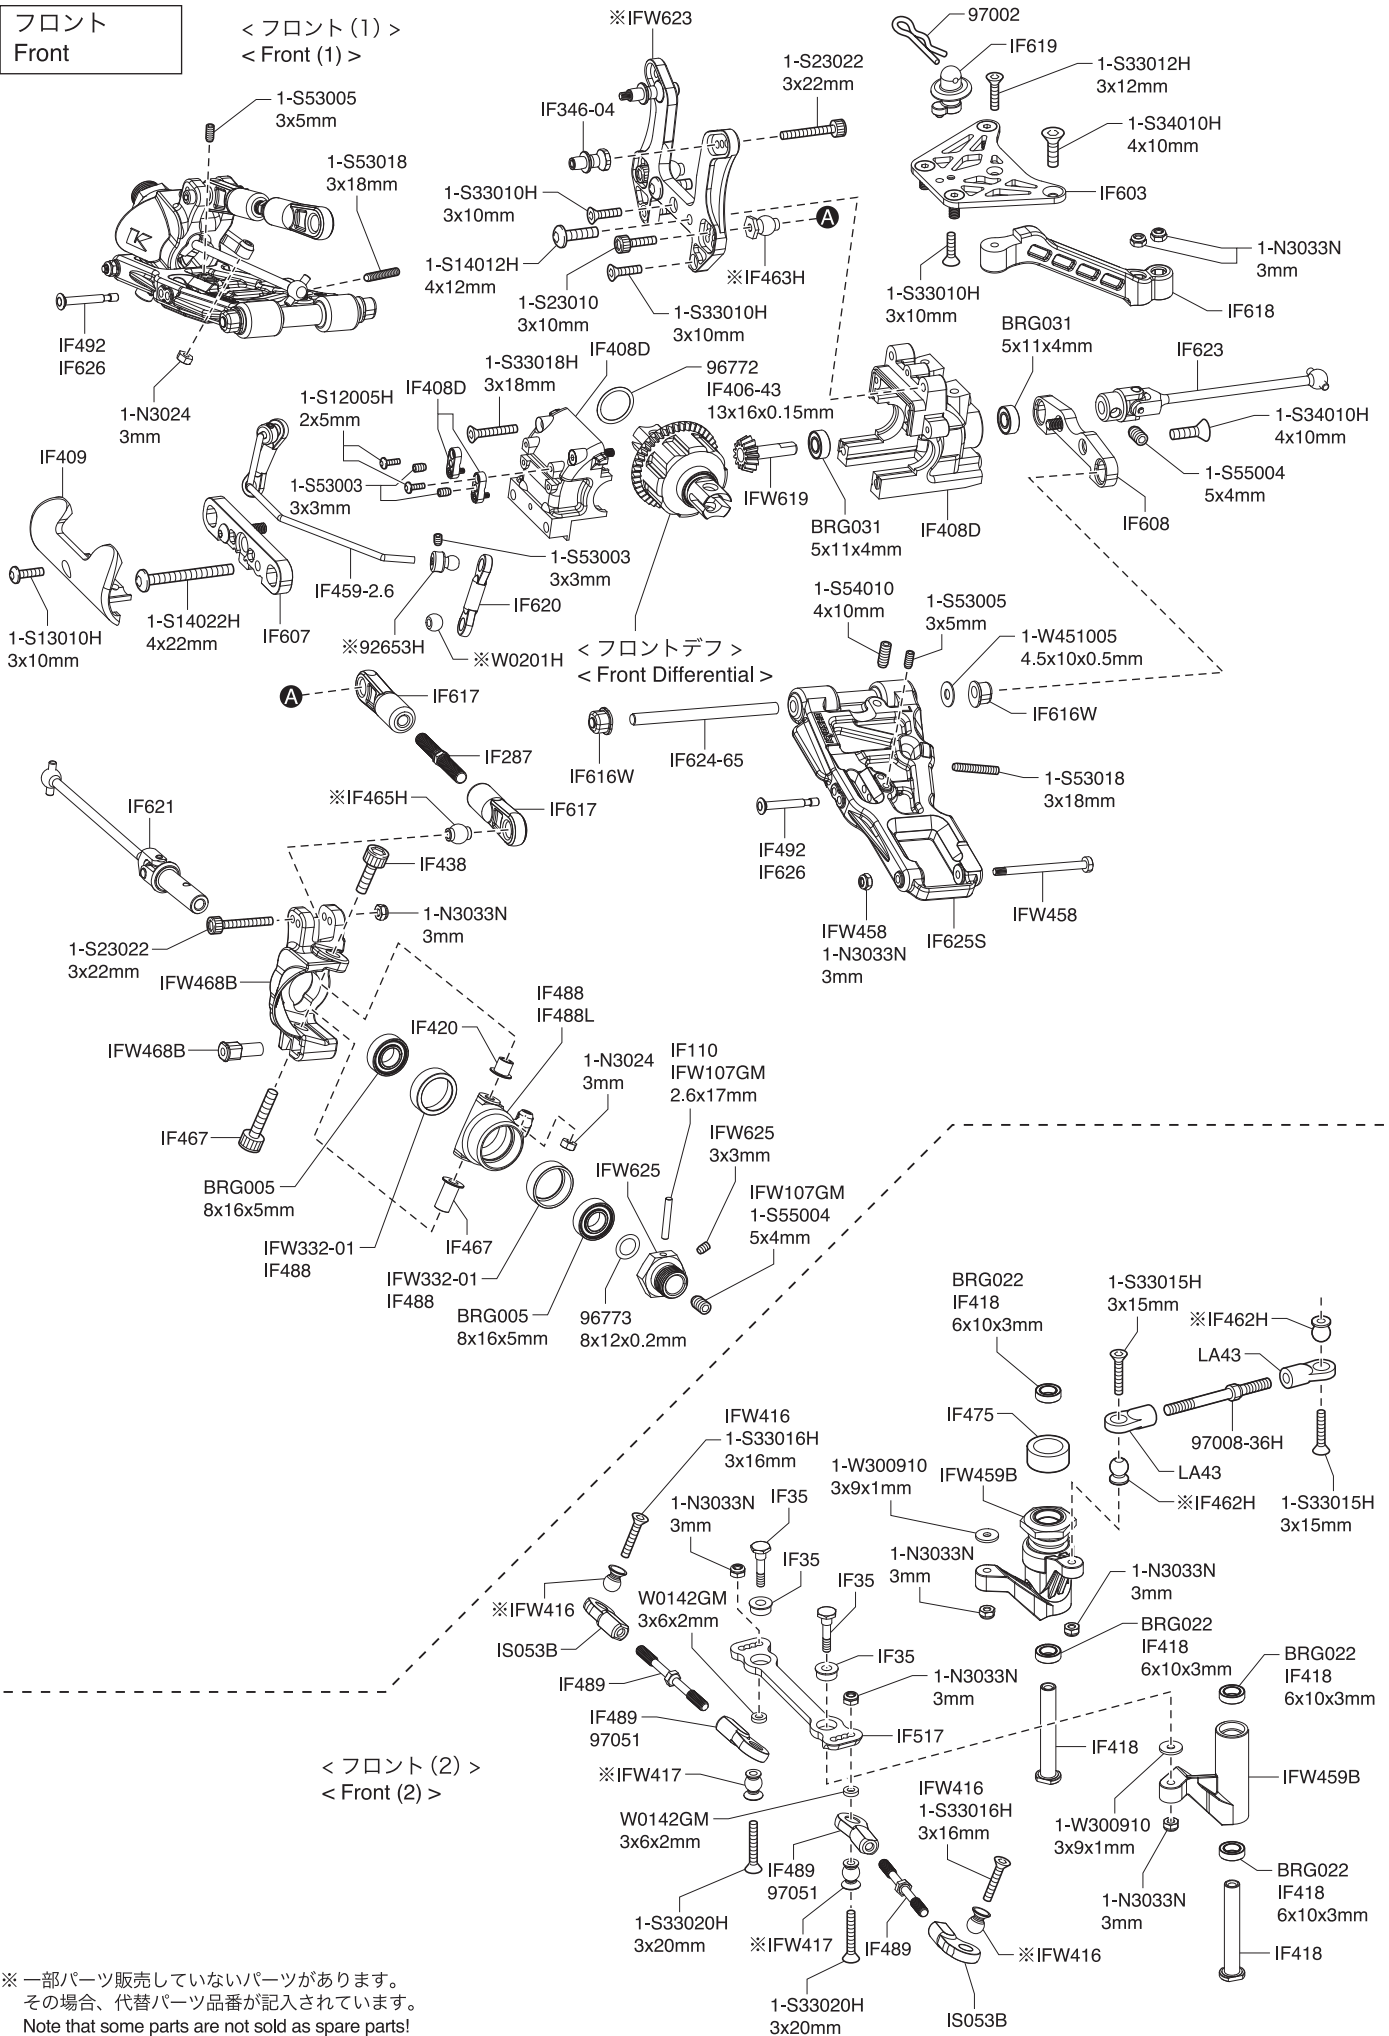 フロント
Front
< フロント (1) >
< Front (1) >
※IFW623
97002
IF619
1-S33012H
3x12mm
1-S23022
3x22mm
IF346-04
1-S53005
3x5mm
1-S34010H
4x10mm
1-S53018
3x18mm
IF603
1-S33010H
3x10mm
A
1-S14012H
4x12mm
※IF463H
1-N3033N
3mm
1-S23010
3x10mm
1-S33010H
3x10mm
1-S33010H
3x10mm
IF618
IF492
IF626
BRG031
5x11x4mm
IF623
1-S33018H
3x18mm
IF408D
96772
IF406-43
13x16x0.15mm
IF408D
1-S12005H
2x5mm
1-N3024
3mm
1-S34010H
4x10mm
IF409
1-S53003
3x3mm
IFW619
1-S55004
5x4mm
BRG031
5x11x4mm
IF408D
IF608
K
1-S53003
3x3mm
IF459-2.6
IF620
1-S54010
4x10mm
1-S53005
3x5mm
1-S13010H
3x10mm
1-S14022H
4x22mm
IF607
※92653H
※W0201H
< フロントデフ >
< Front Differential >
1-W451005
4.5x10x0.5mm
A
IF617
IF616W
IF287
IF616W
IF624-65
1-S53018
3x18mm
IF621
※IF465H
IF617
IF492
IF626
IF438
1-N3033N
3mm
IFW458
1-N3033N
3mm
IF625S
IFW458
1-S23022
3x22mm
IFW468B
IF488
IF488L
IF420
IFW468B
1-N3024
3mm
IF110
IFW107GM
2.6x17mm
IF467
IFW625
3x3mm
IFW625
BRG005
8x16x5mm
IFW107GM
1-S55004
5x4mm
IFW332-01
IF488
IF467
IFW332-01
IF488
BRG005
8x16x5mm
96773
8x12x0.2mm
BRG022
IF418
6x10x3mm
1-S33015H
3x15mm
※IF462H
LA43
IF475
97008-36H
LA43
IFW416
1-S33016H
3x16mm
1-W300910
3x9x1mm
IFW459B
※IF462H
1-S33015H
3x15mm
1-N3033N
3mm
IF35
1-N3033N
3mm
1-N3033N
3mm
IF35
※IFW416
W0142GM
3x6x2mm
IF35
IS053B
BRG022
IF418
6x10x3mm
BRG022
IF418
6x10x3mm
IF35
1-N3033N
3mm
IF489
IF489
97051
IF517
IF418
< フロント (2) >
< Front (2) >
※IFW417
IFW459B
IFW416
1-S33016H
3x16mm
W0142GM
3x6x2mm
1-W300910
3x9x1mm
IF489
97051
BRG022
IF418
6x10x3mm
1-N3033N
3mm
1-S33020H
3x20mm
※IFW417
IF489
※IFW416
IF418
1-S33020H
3x20mm
IS053B
※ 一部パーツ販売していないパーツがあります。
その場合、代替パーツ品番が記入されています。
Note that some parts are not sold as spare parts!